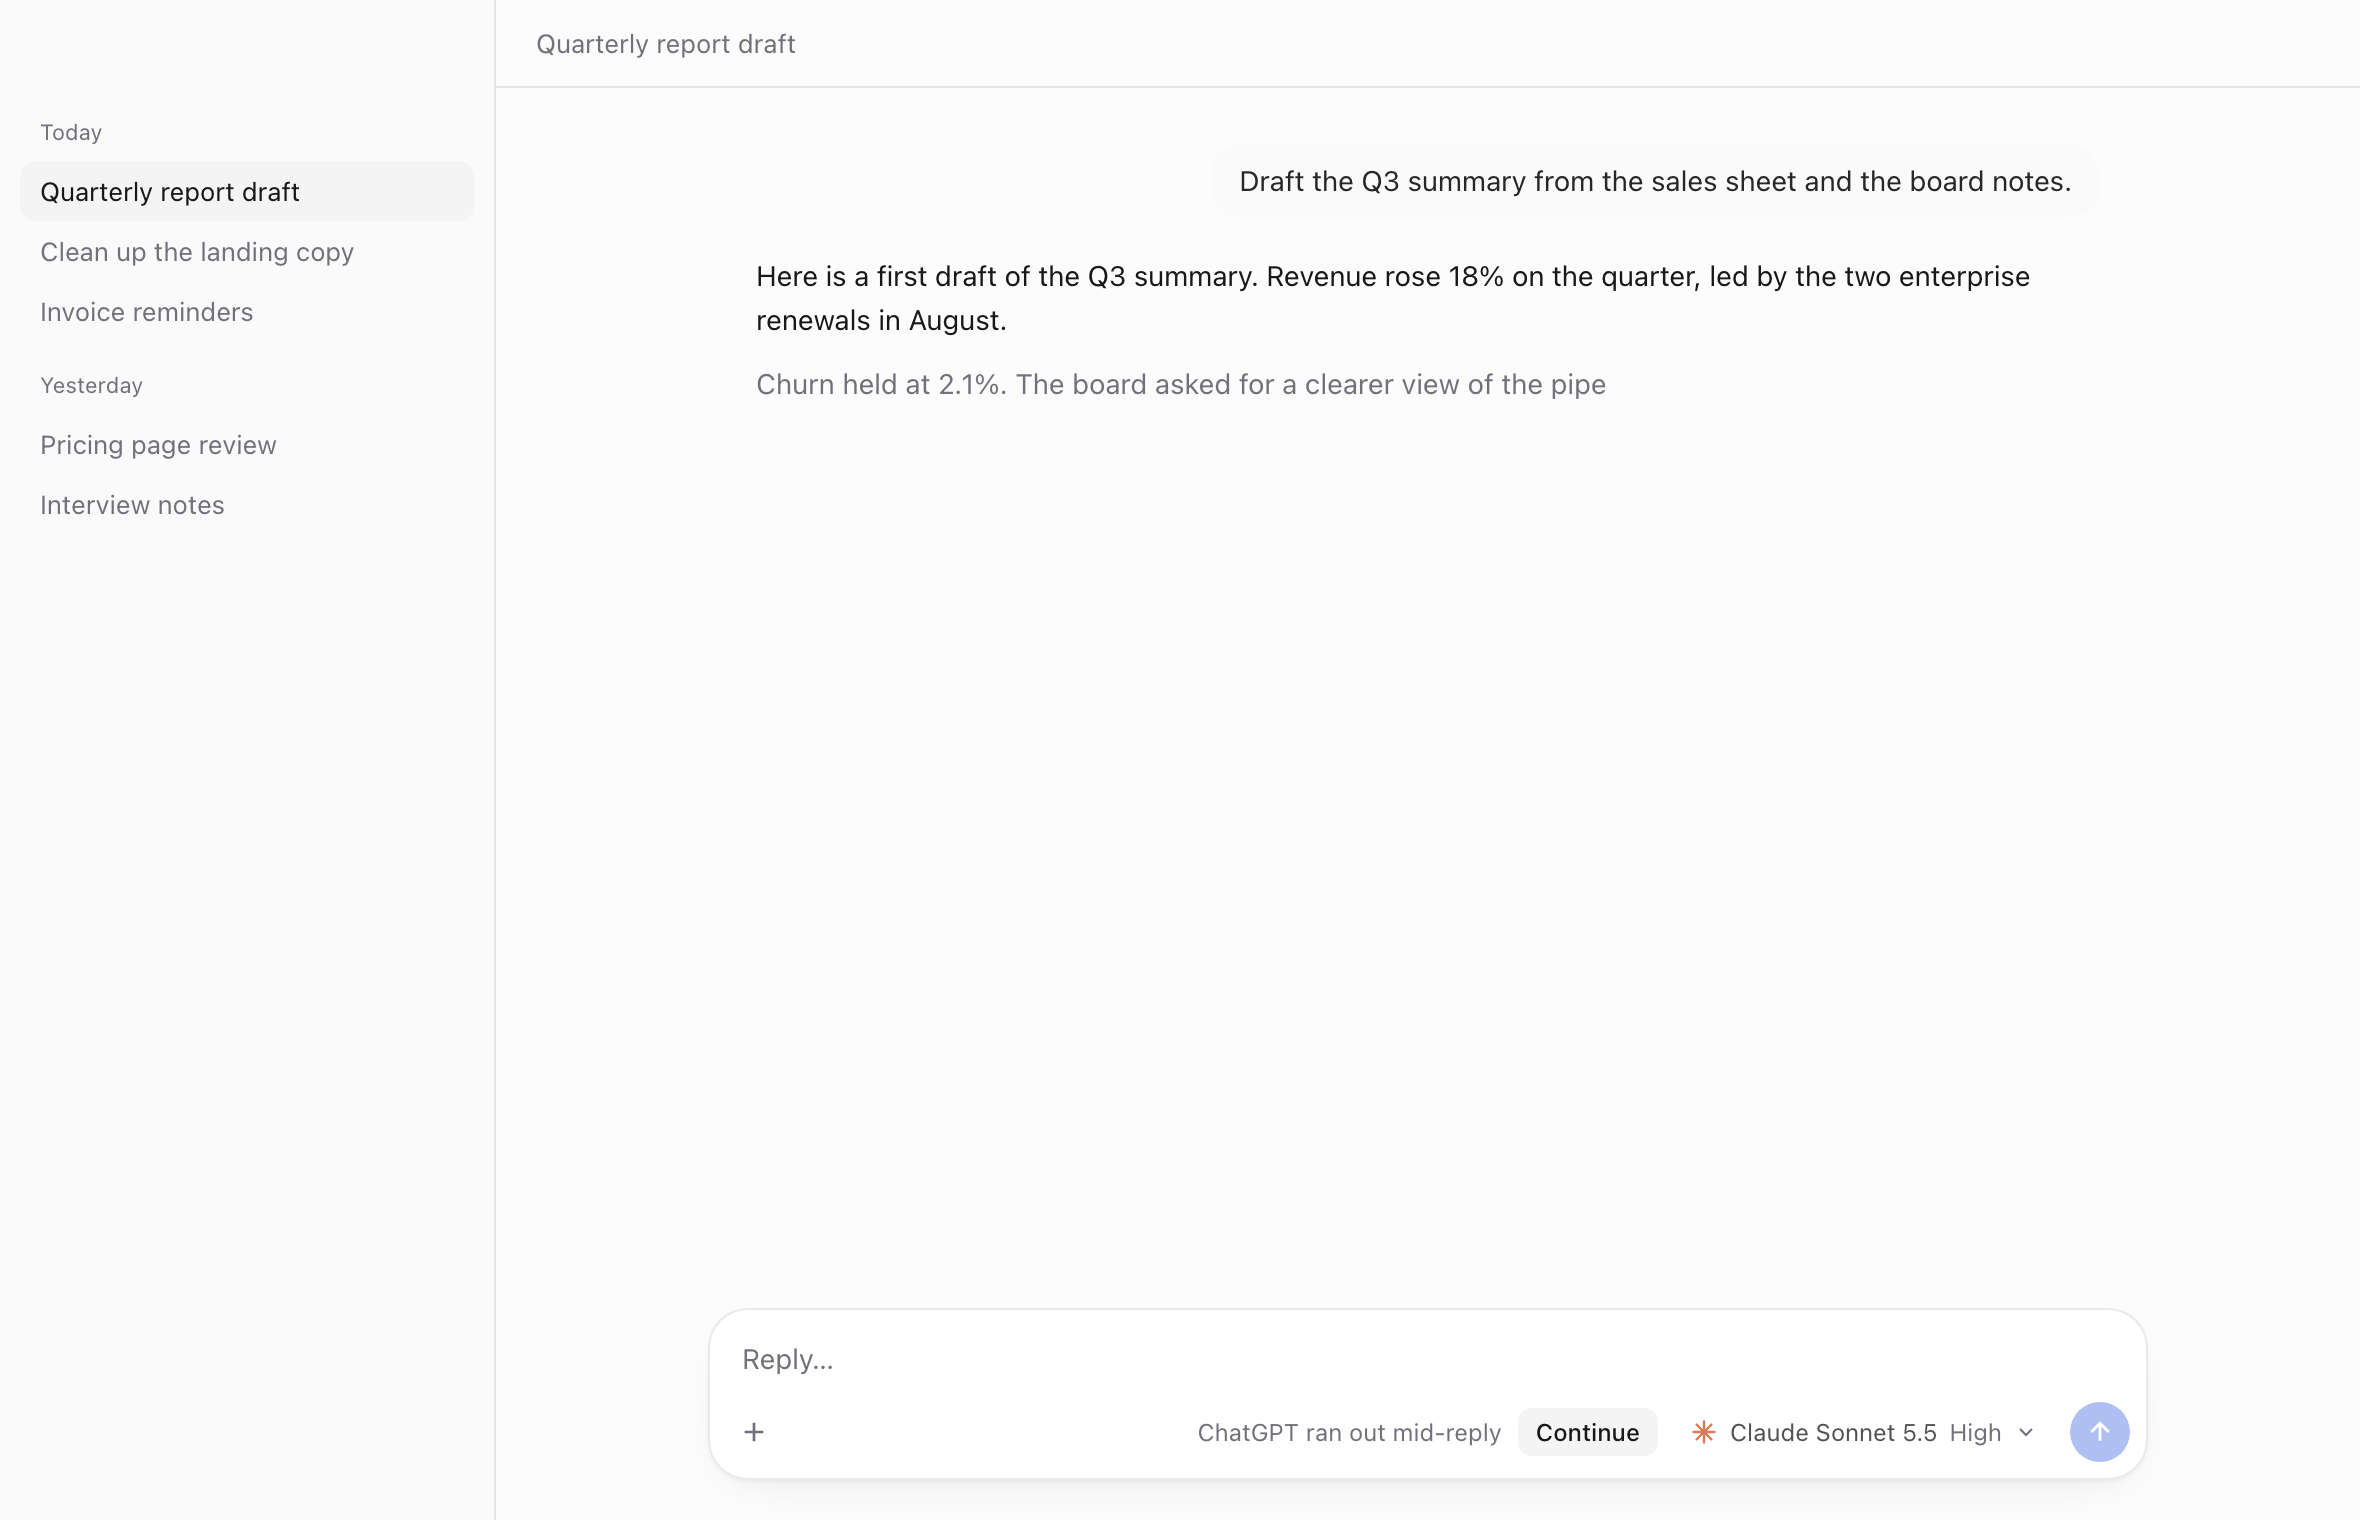 Quarterly report draft
Today
Quarterly report draft
Clean up the landing copy
Invoice reminders
Yesterday
Pricing page review
Interview notes
Draft the Q3 summary from the sales sheet and the board notes.
Here is a first draft of the Q3 summary. Revenue rose 18% on the quarter, led by the two enterprise
renewals in August.
Churn held at 2.1%. The board asked for a clearer view of the pipe
Reply...
ChatGPT ran out mid-reply Continue Claude Sonnet 5.5 High